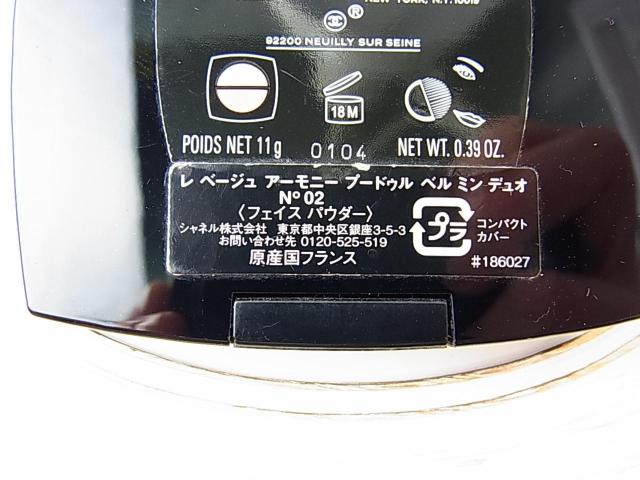 NEW YORK, N.Y. 10019
®
92200 NEUILLY SUR SEINE
18M
POIDS NET 11g 0104 NET WT. 0.39 OZ.
レ ベージュ アーモニー プードゥル ベル ミン デュオ
Nº 02
〈フェイス パウダー〉
シャネル株式会社 東京都中央区銀座3-5-3
お問い合わせ先 0120-525-519
原産国フランス
プラ
コンパクト
カバー
#186027